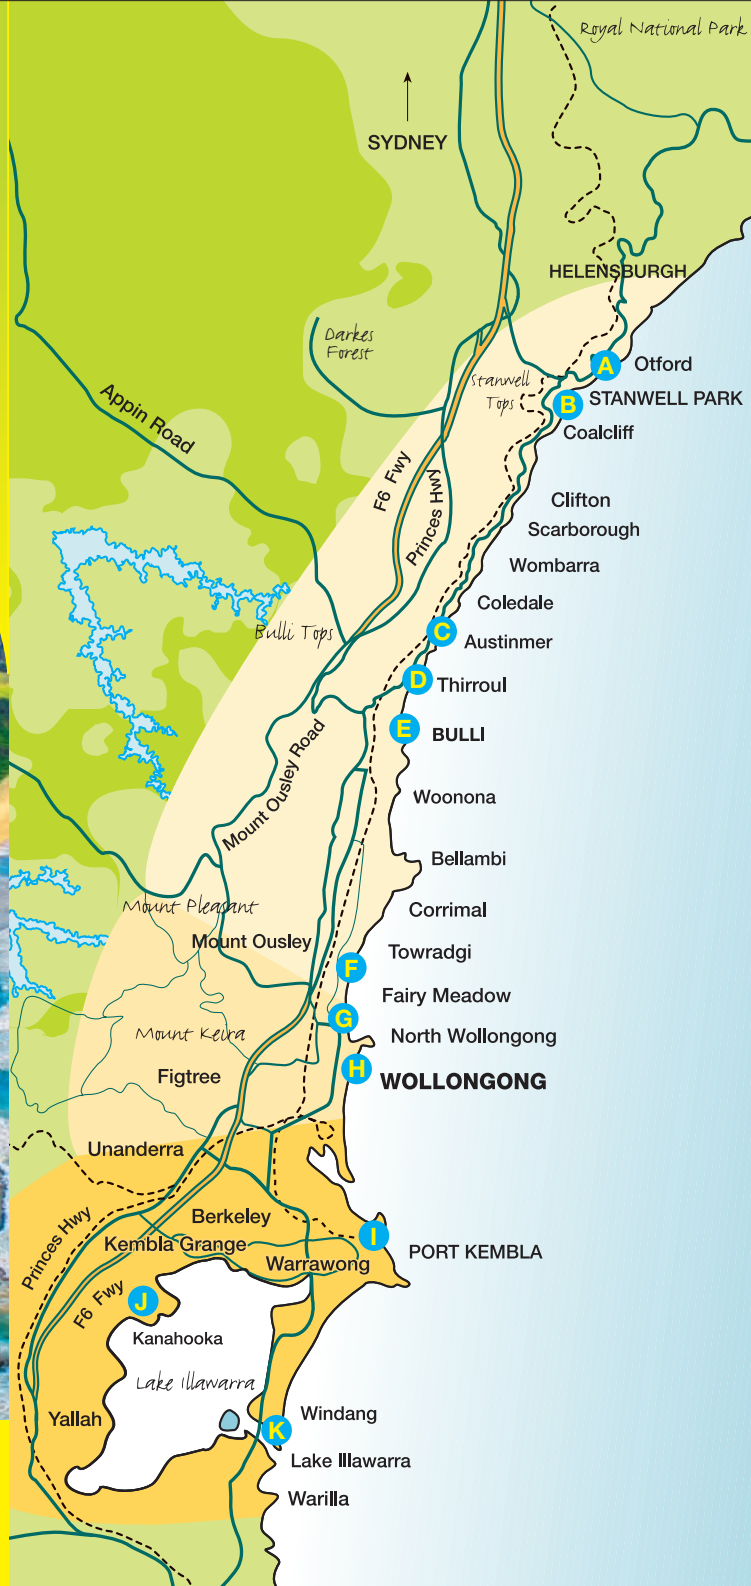 Royal National Park
SYDNEY
HELENSBURGH
Darkes
Forest
A
Otford
Stanwell
Tops
B
STANWELL PARK
Appin Road
Coalcliff
F6 Fwy
Princes Hwy
Clifton
Scarborough
Wombarra
Coledale
Bulli Tops
C
Austinmer
D
Thirroul
E
BULLI
Mount Ousley Road
Woonona
Bellambi
Mount Pleasant
Corrimal
Mount Ousley
Towradgi
F
Fairy Meadow
G
Mount Keira
North Wollongong
Figtree
H
WOLLONGONG
Unanderra
Berkeley
Princes Hwy
Kembla Grange
I
PORT KEMBLA
Warrawong
F6 Fwy
J
Kanahooka
Lake Illawarra
Yallah
Windang
K
Lake Illawarra
Warilla